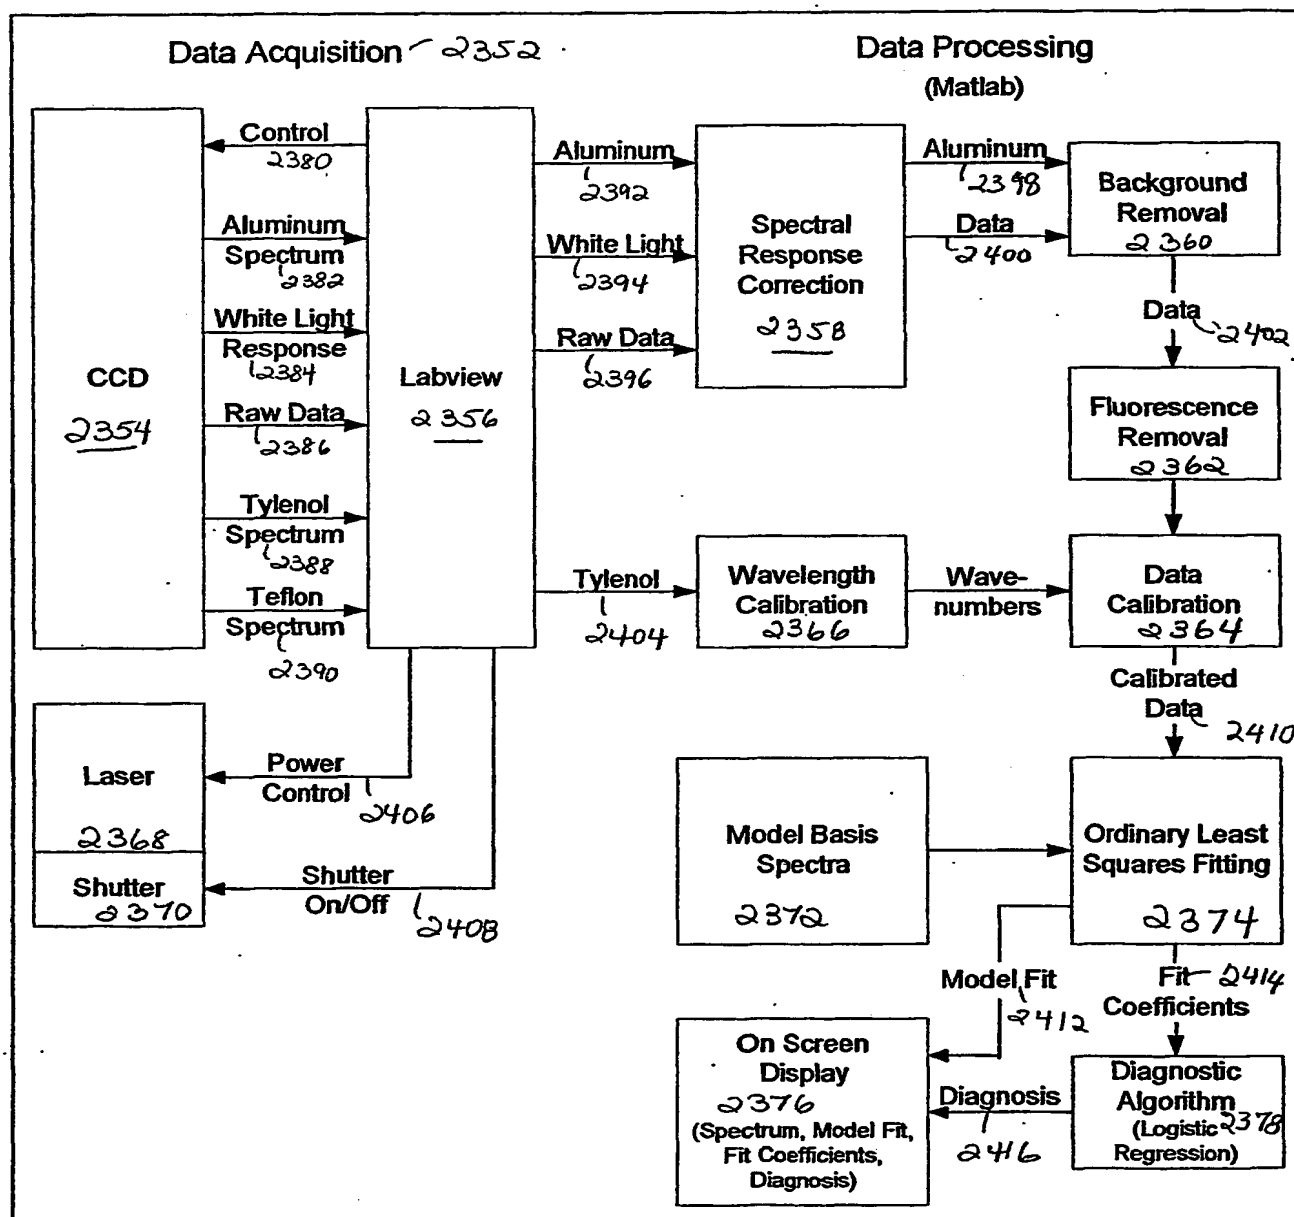 Data Acquisition 2352
Data Processing
(Matlab)
CCD
2354
Control
2380
Aluminum
Spectrum
2382
White Light
Response
2384
Raw Data
2386
Tylenol
Spectrum
2388
Teflon
Spectrum
2390
Labview
2356
Aluminum
2392
White Light
2394
Raw Data
2396
Spectral
Response
Correction
2358
Aluminum
2398
Data
2400
Background
Removal
2360
Data
2402
Fluorescence
Removal
2362
Tylenol
2404
Wavelength
Calibration
2366
Wave-
numbers
Data
Calibration
2364
Calibrated
Data
2410
Laser
2368
Shutter
2370
Power
Control
2406
Shutter
On/Off
2408
Model Basis
Spectra
2372
Ordinary Least
Squares Fitting
2374
Model Fit
2412
Fit 2414
Coefficients
On Screen
Display
2376
(Spectrum, Model Fit,
Fit Coefficients,
Diagnosis)
Diagnosis
2416
Diagnostic
Algorithm
(Logistic 2378
Regression)